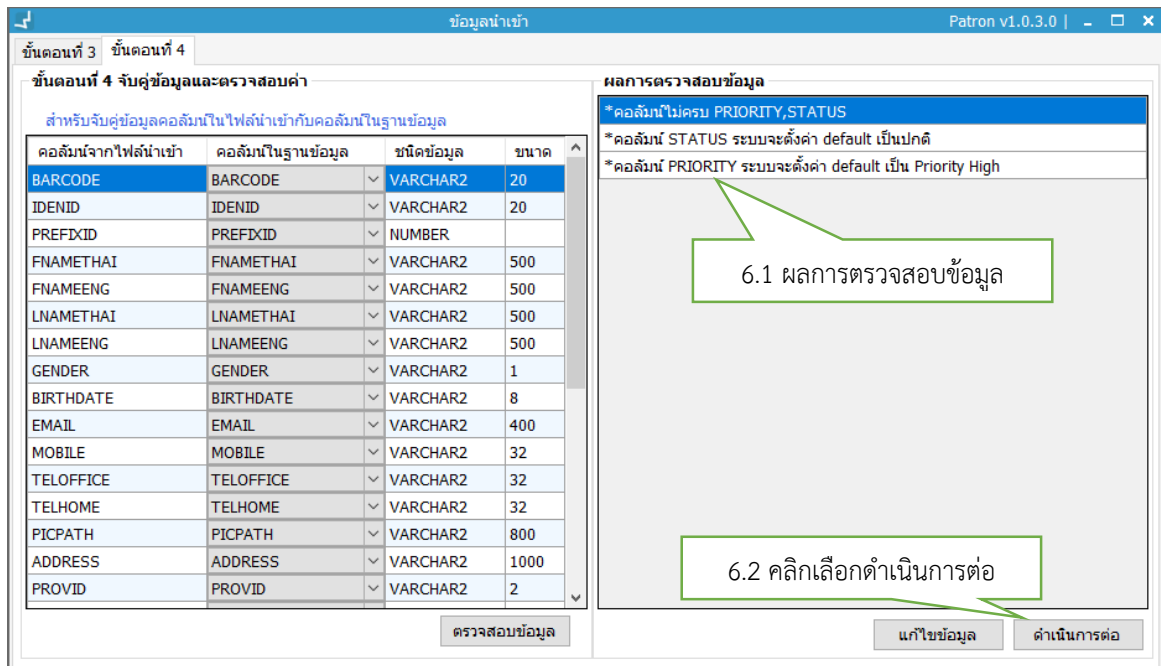 ข้อมูลนำเข้า
Patron v1.0.3.0 |
ขั้นตอนที่ 3 ขั้นตอนที่ 4
ขั้นตอนที่ 4 จับคู่ข้อมูลและตรวจสอบค่า
สำหรับจับคู่ข้อมูลคอลัมน์ในไฟล์นำเข้ากับคอลัมน์ในฐานข้อมูล
คอลัมน์จากไฟล์นำเข้า คอลัมน์ในฐานข้อมูล ชนิดข้อมูล ขนาด
BARCODE BARCODE VARCHAR2 20
IDENID IDENID VARCHAR2 20
PREFIXID PREFIXID NUMBER
FNAMETHAI FNAMETHAI VARCHAR2 500
FNAMEENG FNAMEENG VARCHAR2 500
LNAMETHAI LNAMETHAI VARCHAR2 500
LNAMEENG LNAMEENG VARCHAR2 500
GENDER GENDER VARCHAR2 1
BIRTHDATE BIRTHDATE VARCHAR2 8
EMAIL EMAIL VARCHAR2 400
MOBILE MOBILE VARCHAR2 32
TELOFFICE TELOFFICE VARCHAR2 32
TELHOME TELHOME VARCHAR2 32
PICPATH PICPATH VARCHAR2 800
ADDRESS ADDRESS VARCHAR2 1000
PROVID PROVID VARCHAR2 2
ตรวจสอบข้อมูล
ผลการตรวจสอบข้อมูล
*คอลัมน์ไม่ครบ PRIORITY,STATUS
*คอลัมน์ STATUS ระบบจะตั้งค่า default เป็นปกติ
*คอลัมน์ PRIORITY ระบบจะตั้งค่า default เป็น Priority High
6.1 ผลการตรวจสอบข้อมูล
6.2 คลิกเลือกดำเนินการต่อ
แก้ไขข้อมูล ดำเนินการต่อ